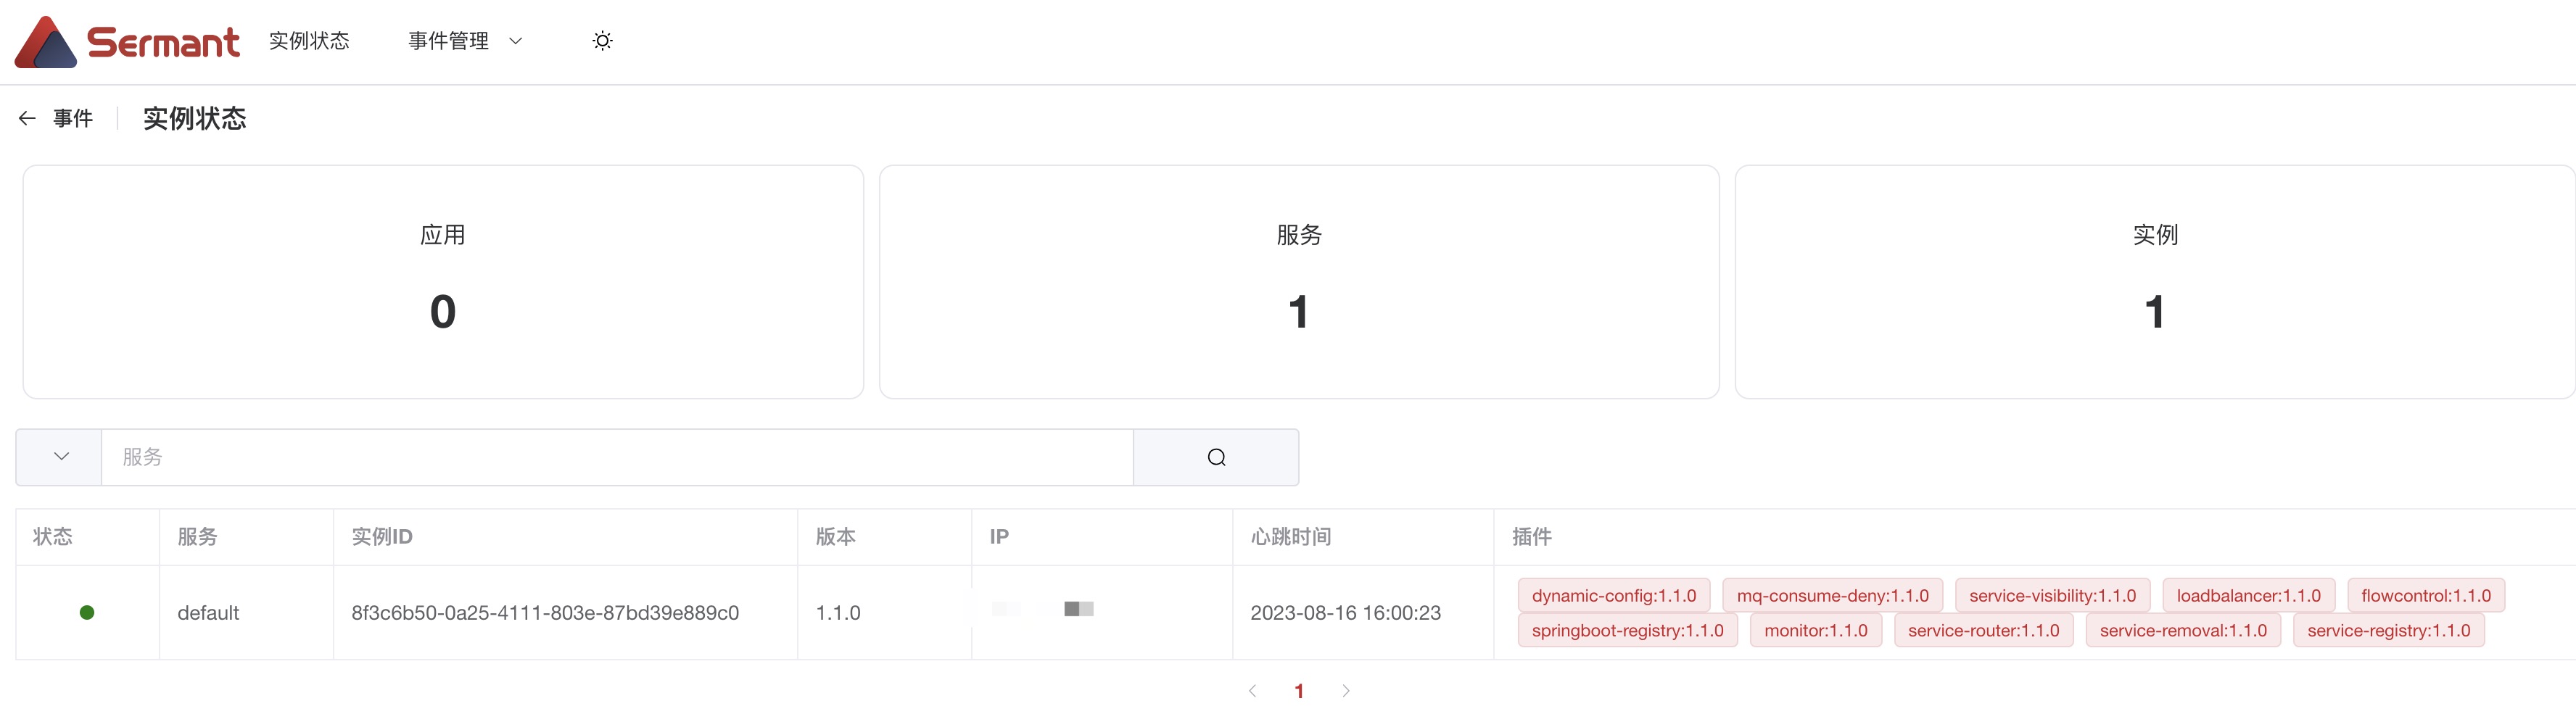 Sermant 实例状态 事件管理
事件 实例状态
应用 服务 实例
0 1 1
服务
状态 服务 实例ID 版本 IP 心跳时间 插件
default 8f3c6b50-0a25-4111-803e-87bd39e889c0 1.1.0 2023-08-16 16:00:23 dynamic-config:1.1.0 mq-consume-deny:1.1.0 service-visibility:1.1.0 loadbalancer:1.1.0 flowcontrol:1.1.0
springboot-registry:1.1.0 monitor:1.1.0 service-router:1.1.0 service-removal:1.1.0 service-registry:1.1.0
1